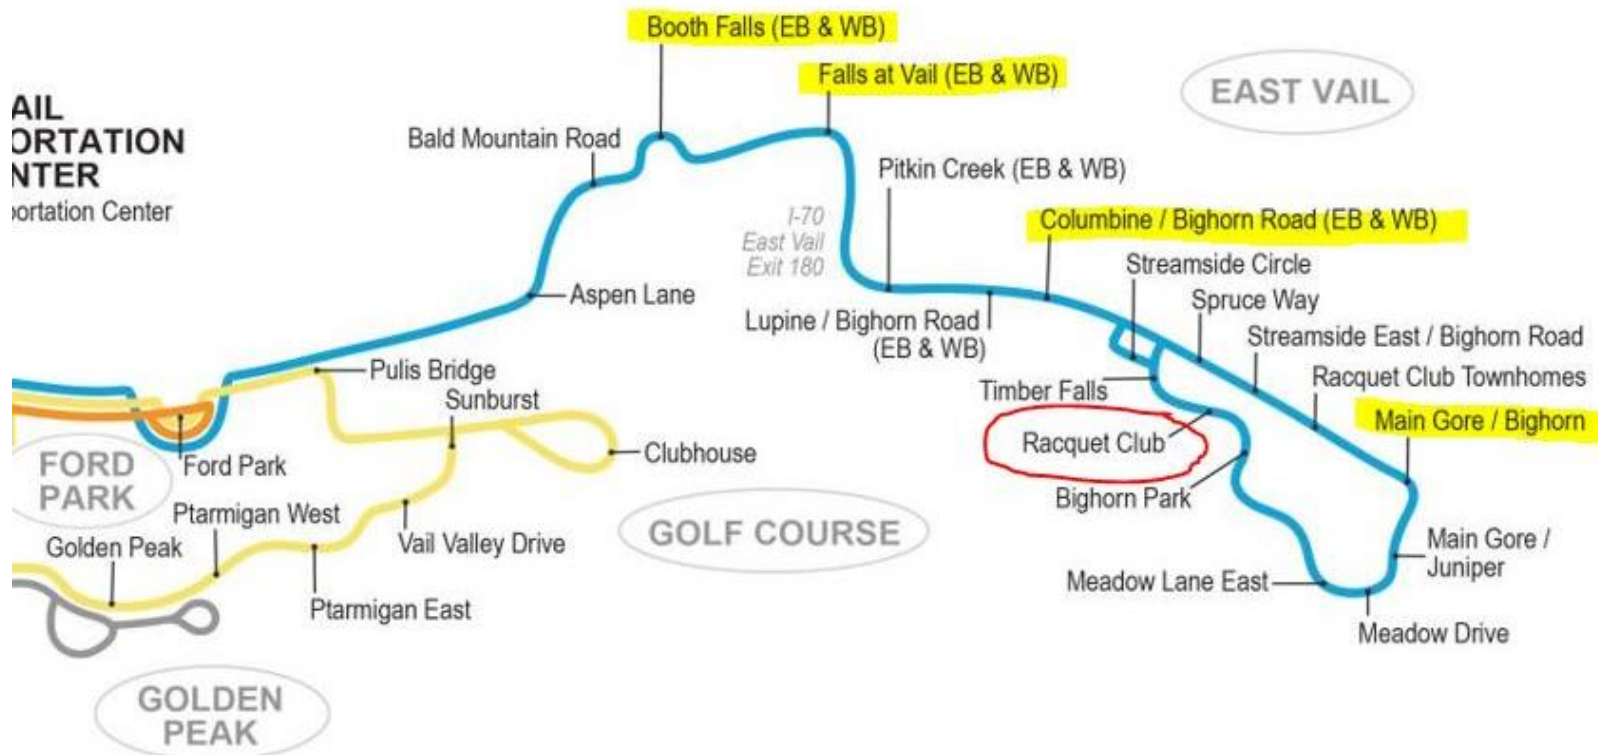 Booth Falls (EB & WB)
Falls at Vail (EB & WB)
EAST VAIL
AIL
ORTATION
NTER
portation Center
Bald Mountain Road
Pitkin Creek (EB & WB)
I-70
East Vail
Exit 180
Columbine / Bighorn Road (EB & WB)
Streamside Circle
Spruce Way
Aspen Lane
Lupine / Bighorn Road
(EB & WB)
Streamside East / Bighorn Road
Pulis Bridge
Racquet Club Townhomes
Timber Falls
Sunburst
Main Gore / Bighorn
Racquet Club
Clubhouse
Ford Park
FORD
PARK
Bighorn Park
Ptarmigan West
GOLF COURSE
Golden Peak
Vail Valley Drive
Main Gore /
Juniper
Meadow Lane East
Ptarmigan East
Meadow Drive
GOLDEN
PEAK